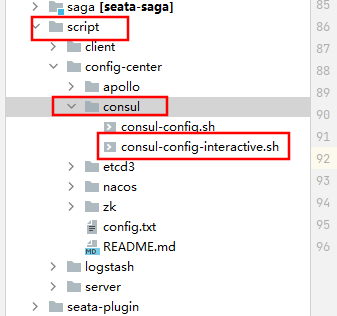 saga [seata-saga]
script
client
config-center
apollo
consul
consul-config.sh
consul-config-interactive.sh
etcd3
nacos
zk
config.txt
README.md
logstash
server
seata-plugin
85
86
87
88
89
90
91
92
93
94
95
96